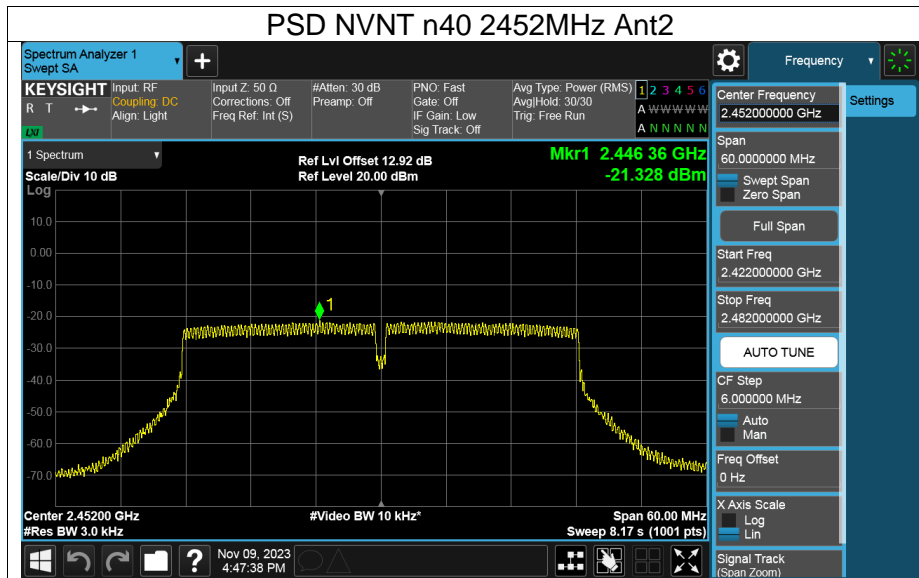 PSD NVNT n40 2452MHz Ant2
Spectrum Analyzer 1
Swept SA
+
Frequency
KEYSIGHT
R T
LXI
Input: RF
Coupling: DC
Align: Light
Input Z: 50 Ω
Corrections: Off
Freq Ref: Int (S)
#Atten: 30 dB
Preamp: Off
PNO: Fast
Gate: Off
IF Gain: Low
Sig Track: Off
Avg Type: Power (RMS)
Avg|Hold: 30/30
Trig: Free Run
1 2 3 4 5 6
A W W W W W
A N N N N N
1 Spectrum
Scale/Div 10 dB
Log
Ref Lvl Offset 12.92 dB
Ref Level 20.00 dBm
Mkr1 2.446 36 GHz
-21.328 dBm
10.0
0.00
-10.0
-20.0
-30.0
-40.0
-50.0
-60.0
-70.0
1
Center 2.45200 GHz
#Res BW 3.0 kHz
#Video BW 10 kHz*
Span 60.00 MHz
Sweep 8.17 s (1001 pts)
Center Frequency
2.452000000 GHz
Settings
Span
60.0000000 MHz
Swept Span
Zero Span
Full Span
Start Freq
2.422000000 GHz
Stop Freq
2.482000000 GHz
AUTO TUNE
CF Step
6.000000 MHz
Auto
Man
Freq Offset
0 Hz
X Axis Scale
Log
Lin
Signal Track
(Span Zoom)
?
Nov 09, 2023
4:47:38 PM